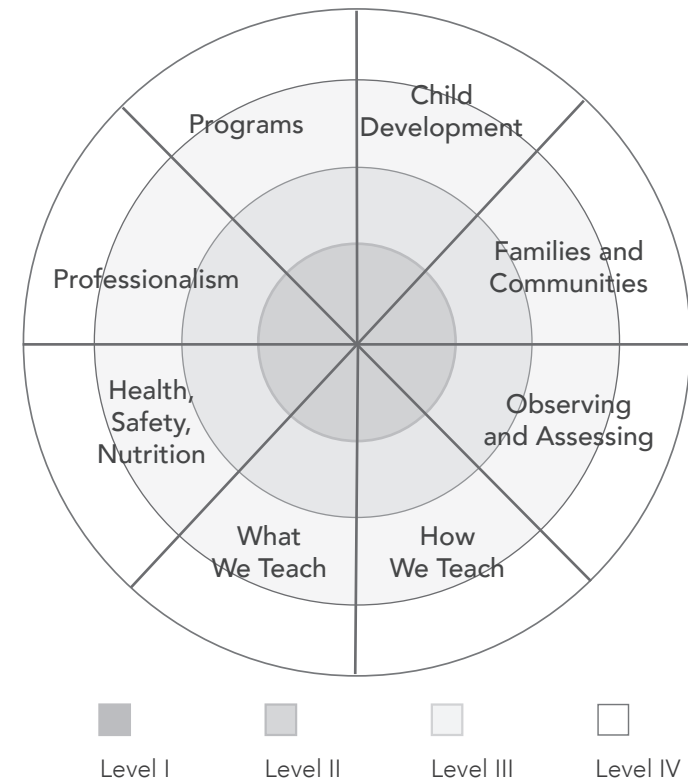 Programs
Child
Development
Families and
Communities
Professionalism
Health,
Safety,
Nutrition
Observing
and Assessing
What
We Teach
How
We Teach
Level I
Level II
Level III
Level IV